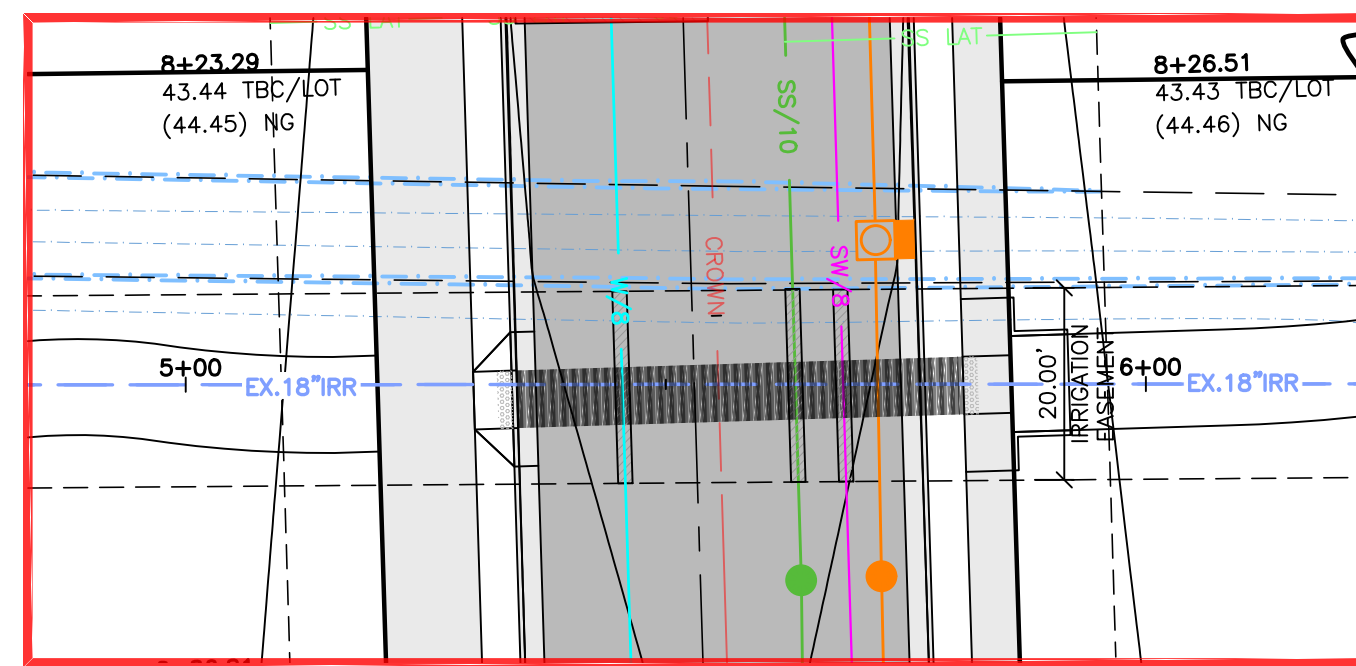 SS LAT
SS LAT
8+23.29
43.44 TBC/LOT
(44.45) NG
8+26.51
43.43 TBC/LOT
(44.46) NG
SS/10
CROWN
SW/8
W/8
5+00
EX.18"IRR
20.00'
IRRIGATION
EASEMENT
6+00
EX.18"IRR